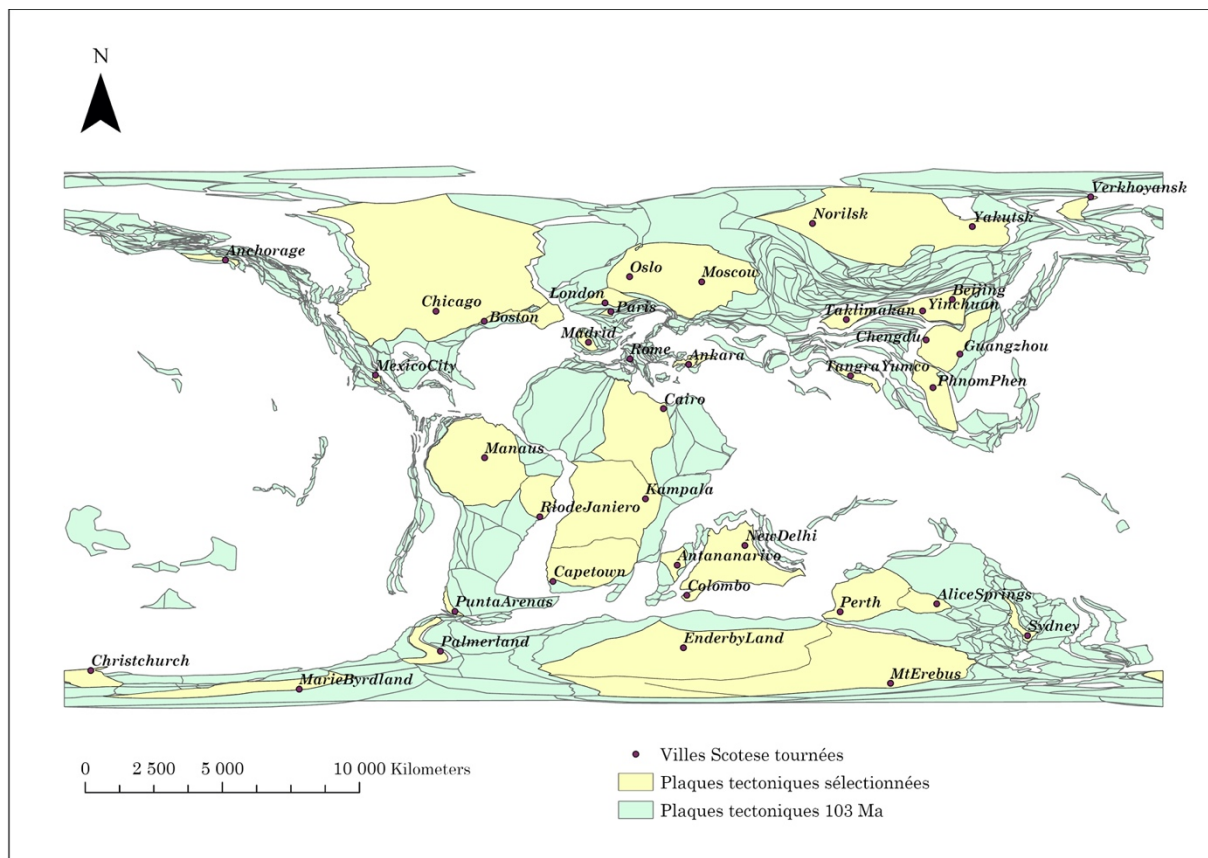 N
Verkhoyansk
Norilsk
Yakutsk
Anchorage
Oslo
Moscow
Beijing
London
Yinchuan
Chicago
Paris
Taklimakan
Boston
Madrid
Chengdu
Rome
Guangzhou
Ankara
MexicoCity
TangraYumco
PhnomPhen
Cairo
Manaus
Kampala
RiodeJaniero
NewDelhi
Antananarivo
Capetown
Colombo
PuntaArenas
Perth
AliceSprings
Sydney
Palmerland
EnderbyLand
Christchurch
MarieByrdland
MtErebus
0 2 500 5 000 10 000 Kilometers
Villes Scotese tournées
Plaques tectoniques sélectionnées
Plaques tectoniques 103 Ma